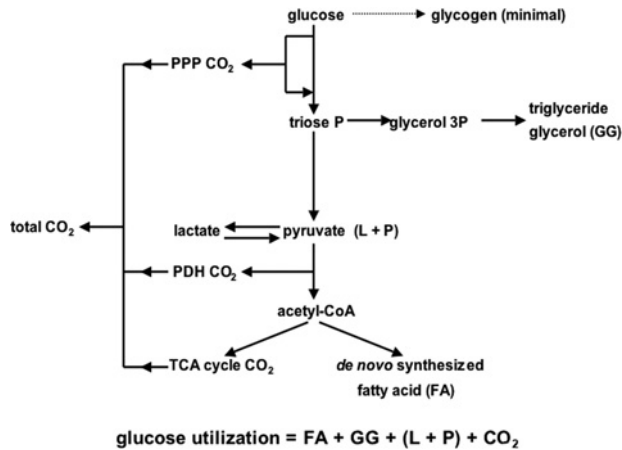 glucose glycogen (minimal)
PPP CO₂
triose P glycerol 3P triglyceride
glycerol (GG)
total CO₂ lactate pyruvate (L + P)
PDH CO₂
acetyl-CoA
TCA cycle CO₂ de novo synthesized
fatty acid (FA)
glucose utilization = FA + GG + (L + P) + CO₂